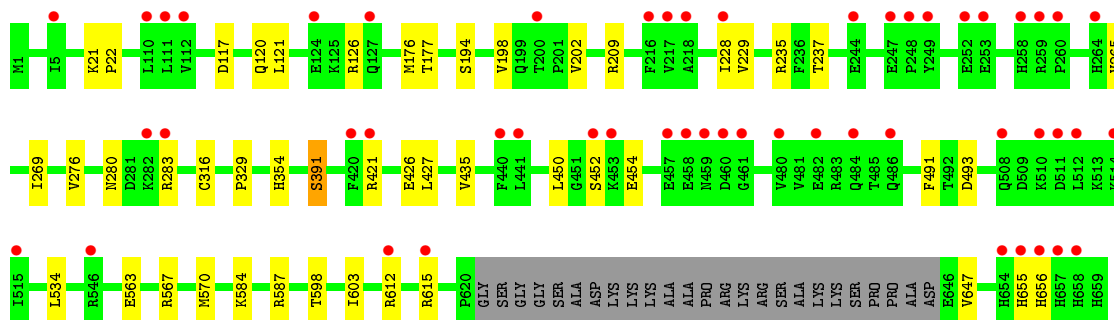 M1 I5 K21 P22 L110 L111 V112 D117 Q120 L121 E124 K125 R126 Q127 M176 T177 S194 V198 Q199 T200 P201 V202 R209 F216 V217 A218 I228 V229 R235 F236 T237 E244 E247 P248 Y249 E252 E253 H258 R259 P260 H264
I269 V276 N280 D281 K282 R283 C316 P329 H354 S391 F420 R421 E426 L427 V435 F440 L441 L450 G451 S452 K453 E454 E457 E458 N459 D460 G461 V480 V481 E482 R483 Q484 T485 Q486 F491 T492 D493 Q508 D509 K510 D511 L512 K513
I515 L534 R546 E563 R567 M570 K584 R587 T598 I603 R612 R615 P620 GLY SER GLY GLY SER ALA ASP LYS LYS LYS ALA ALA PRO ARG LYS ARG SER ALA LYS LYS SER PRO PRO ALA ASP E646 V647 H654 H655 H656 H657 H658 H659